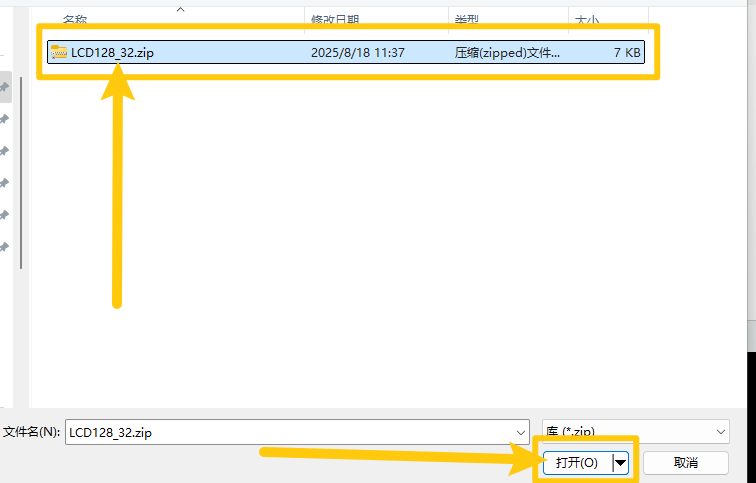 名称 修改日期 类型 大小
LCD128_32.zip 2025/8/18 11:37 压缩(zipped)文件... 7 KB
文件名(N): LCD128_32.zip 库 (*.zip)
打开(O) 取消